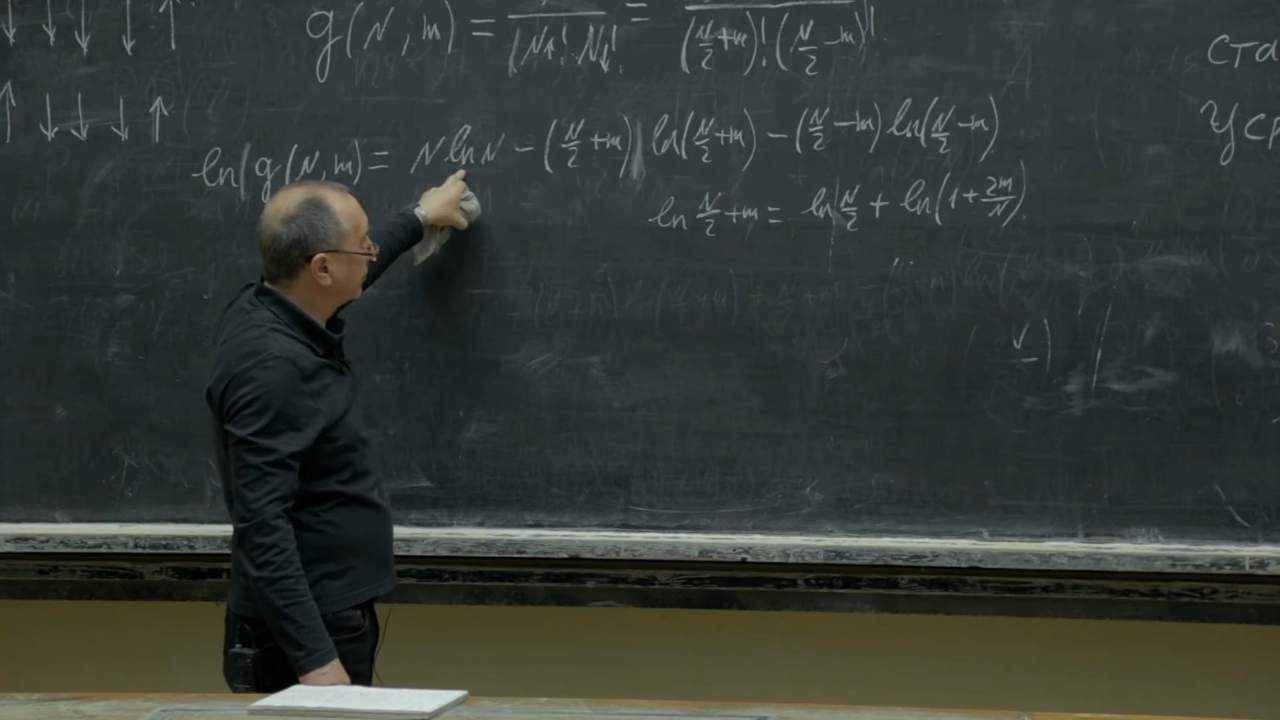 g(N, m) = / (N↑! N↓! = / (N/2 + m)! (N/2 - m)!
ln(g(N, m) = N ln N - (N/2 + m) ln(N/2 + m) - (N/2 - m) ln(N/2 - m)
ln N/2 + m = ln N/2 + ln(1 + 2m/N)
Ста
Уср